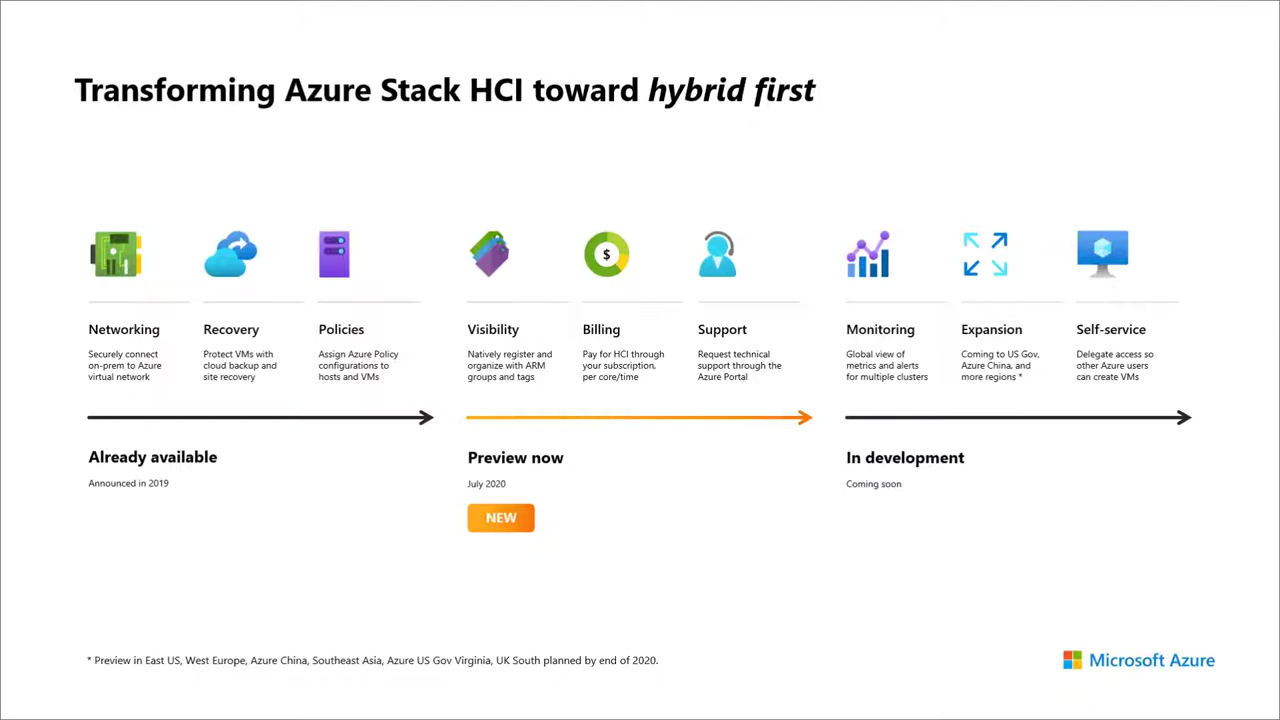 Transforming Azure Stack HCI toward hybrid first
$
Networking
Securely connect
on-prem to Azure
virtual network
Recovery
Protect VMs with
cloud backup and
site recovery
Policies
Assign Azure Policy
configurations to
hosts and VMs
Already available
Announced in 2019
Visibility
Natively register and
organize with ARM
groups and tags
Billing
Pay for HCI through
your subscription,
per core/time
Support
Request technical
support through the
Azure Portal
Preview now
July 2020
NEW
Monitoring
Global view of
metrics and alerts
for multiple clusters
Expansion
Coming to US Gov,
Azure China, and
more regions *
Self-service
Delegate access so
other Azure users
can create VMs
In development
Coming soon
* Preview in East US, West Europe, Azure China, Southeast Asia, Azure US Gov Virginia, UK South planned by end of 2020.
Microsoft Azure